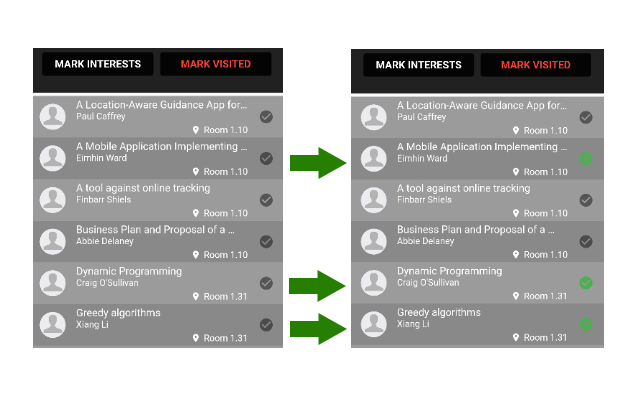 MARK INTERESTS MARK VISITED
A Location-Aware Guidance App for...
Paul Caffrey
Room 1.10
A Mobile Application Implementing ...
Eimhin Ward
Room 1.10
A tool against online tracking
Finbarr Shiels
Room 1.10
Business Plan and Proposal of a ...
Abbie Delaney
Room 1.10
Dynamic Programming
Craig O'Sullivan
Room 1.31
Greedy algorithms
Xiang Li
Room 1.31
MARK INTERESTS MARK VISITED
A Location-Aware Guidance App for...
Paul Caffrey
Room 1.10
A Mobile Application Implementing ...
Eimhin Ward
Room 1.10
A tool against online tracking
Finbarr Shiels
Room 1.10
Business Plan and Proposal of a ...
Abbie Delaney
Room 1.10
Dynamic Programming
Craig O'Sullivan
Room 1.31
Greedy algorithms
Xiang Li
Room 1.31